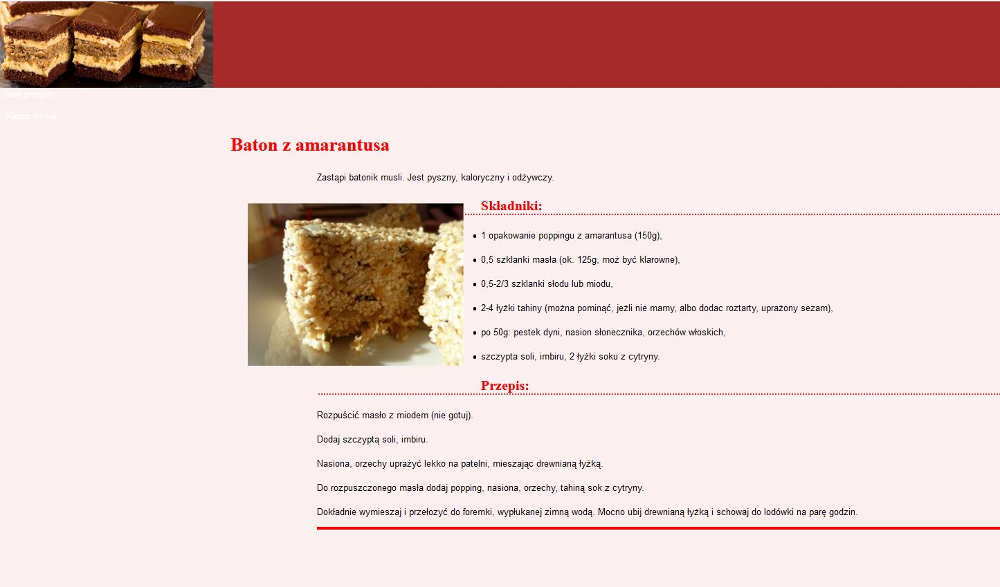 Inne przepisy
Napisz do nas
Baton z amarantusa
Zastąpi batonik musli. Jest pyszny, kaloryczny i odżywczy.
Składniki:
1 opakowanie poppingu z amarantusa (150g),
0,5 szklanki masła (ok. 125g, moż być klarowne),
0,5-2/3 szklanki słodu lub miodu,
2-4 łyżki tahiny (można pominąć, jeżli nie mamy, albo dodac roztarty, uprażony sezam),
po 50g: pestek dyni, nasion słonecznika, orzechów włoskich,
szczypta soli, imbiru, 2 łyżki soku z cytryny.
Przepis:
Rozpuścić masło z miodem (nie gotuj).
Dodaj szczyptą soli, imbiru.
Nasiona, orzechy uprażyć lekko na patelni, mieszając drewnianą łyżką.
Do rozpuszczonego masła dodaj popping, nasiona, orzechy, tahiną sok z cytryny.
Dokładnie wymieszaj i przełozyć do foremki, wypłukanej zimną wodą. Mocno ubij drewnianą łyżką i schowaj do lodówki na parę godzin.